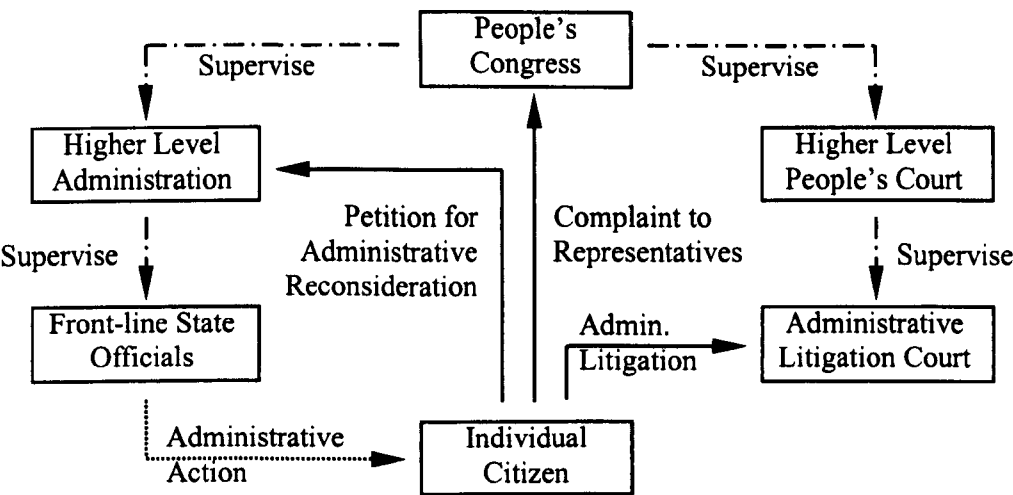 People's
Congress
Supervise
Supervise
Higher Level
Administration
Higher Level
People's Court
Petition for
Administrative
Reconsideration
Complaint to
Representatives
Supervise
Supervise
Front-line State
Officials
Admin.
Litigation
Administrative
Litigation Court
Administrative
Action
Individual
Citizen